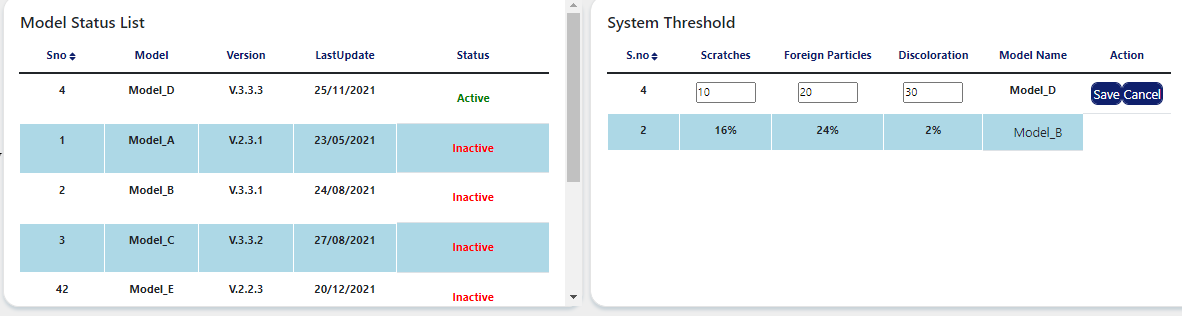 Model Status List
Sno Model Version LastUpdate Status
4 Model_D V.3.3.3 25/11/2021 Active
1 Model_A V.2.3.1 23/05/2021 Inactive
2 Model_B V.3.3.1 24/08/2021 Inactive
3 Model_C V.3.3.2 27/08/2021 Inactive
42 Model_E V.2.2.3 20/12/2021 Inactive
System Threshold
S.no Scratches Foreign Particles Discoloration Model Name Action
4 10 20 30 Model_D Save Cancel
2 16% 24% 2% Model_B